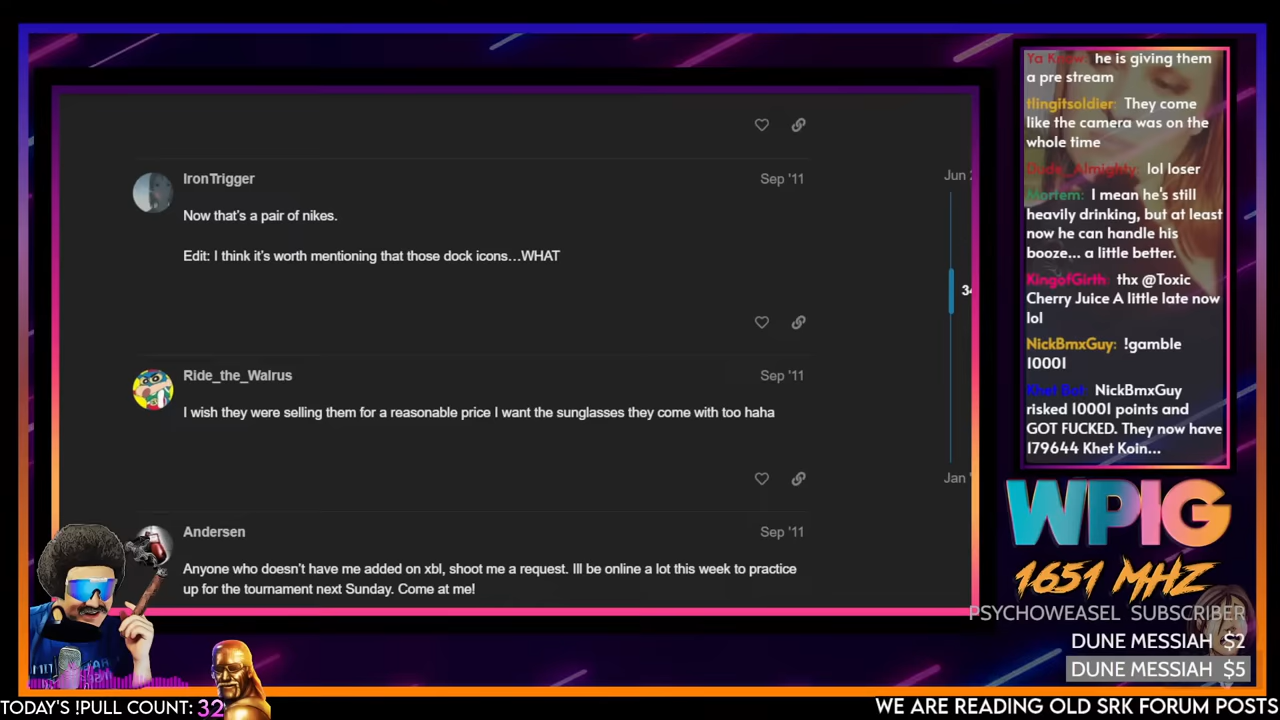 IronTrigger
Sep '11
Now that's a pair of nikes.
Edit: I think it's worth mentioning that those dock icons…WHAT
Ride_the_Walrus
Sep '11
I wish they were selling them for a reasonable price I want the sunglasses they come with too haha
Andersen
Sep '11
Anyone who doesn't have me added on xbl, shoot me a request. Ill be online a lot this week to practice
up for the tournament next Sunday. Come at me!
Jun
34
Jan
he is giving them
a pre stream
tlingitsoldier: They come
like the camera was on the
whole time
Dude_Almighty: lol loser
Mortem: I mean he's still
heavily drinking, but at least
now he can handle his
booze... a little better.
KingofGirth: thx @Toxic
Cherry Juice A little late now
lol
NickBmxGuy: !gamble
10001
Khet Bot: NickBmxGuy
risked 10001 points and
GOT FUCKED. They now have
179644 Khet Koin...
WPIG
1651 MHZ
PSYCHOWEASEL SUBSCRIBER
DUNE MESSIAH $2
DUNE MESSIAH $5
TODAY'S !PULL COUNT: 32
WE ARE READING OLD SRK FORUM POSTS